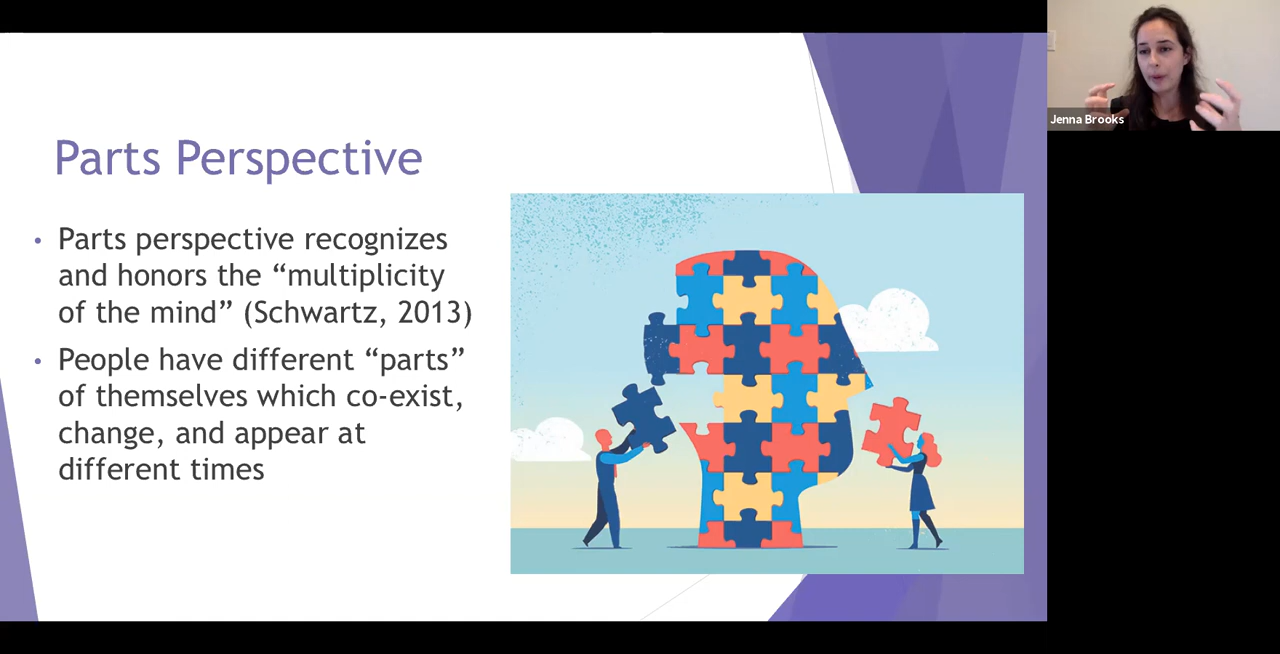 Parts Perspective
• Parts perspective recognizes
and honors the “multiplicity
of the mind” (Schwartz, 2013)
• People have different “parts”
of themselves which co-exist,
change, and appear at
different times
Jenna Brooks